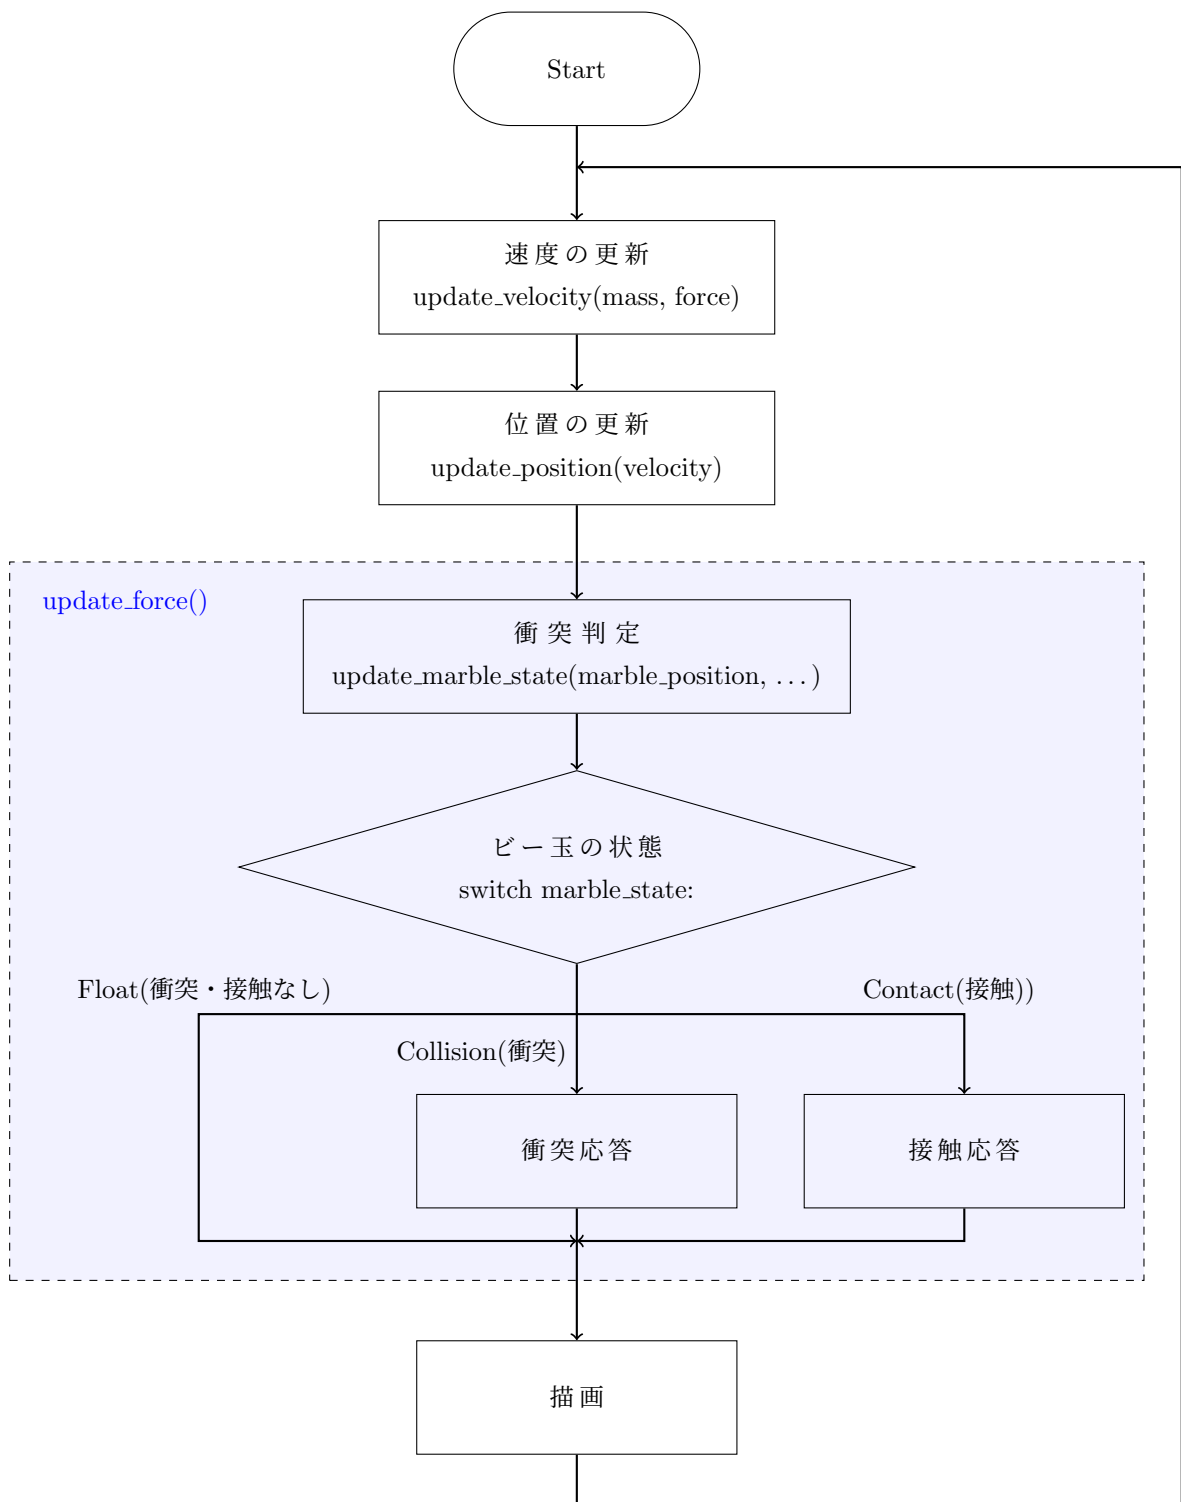 Start
速度の更新
update_velocity(mass, force)
位置の更新
update_position(velocity)
update_force()
衝突判定
update_marble_state(marble_position, ...)
ビー玉の状態
switch marble_state:
Float(衝突・接触なし)
Contact(接触))
Collision(衝突)
衝突応答
接触応答
描画